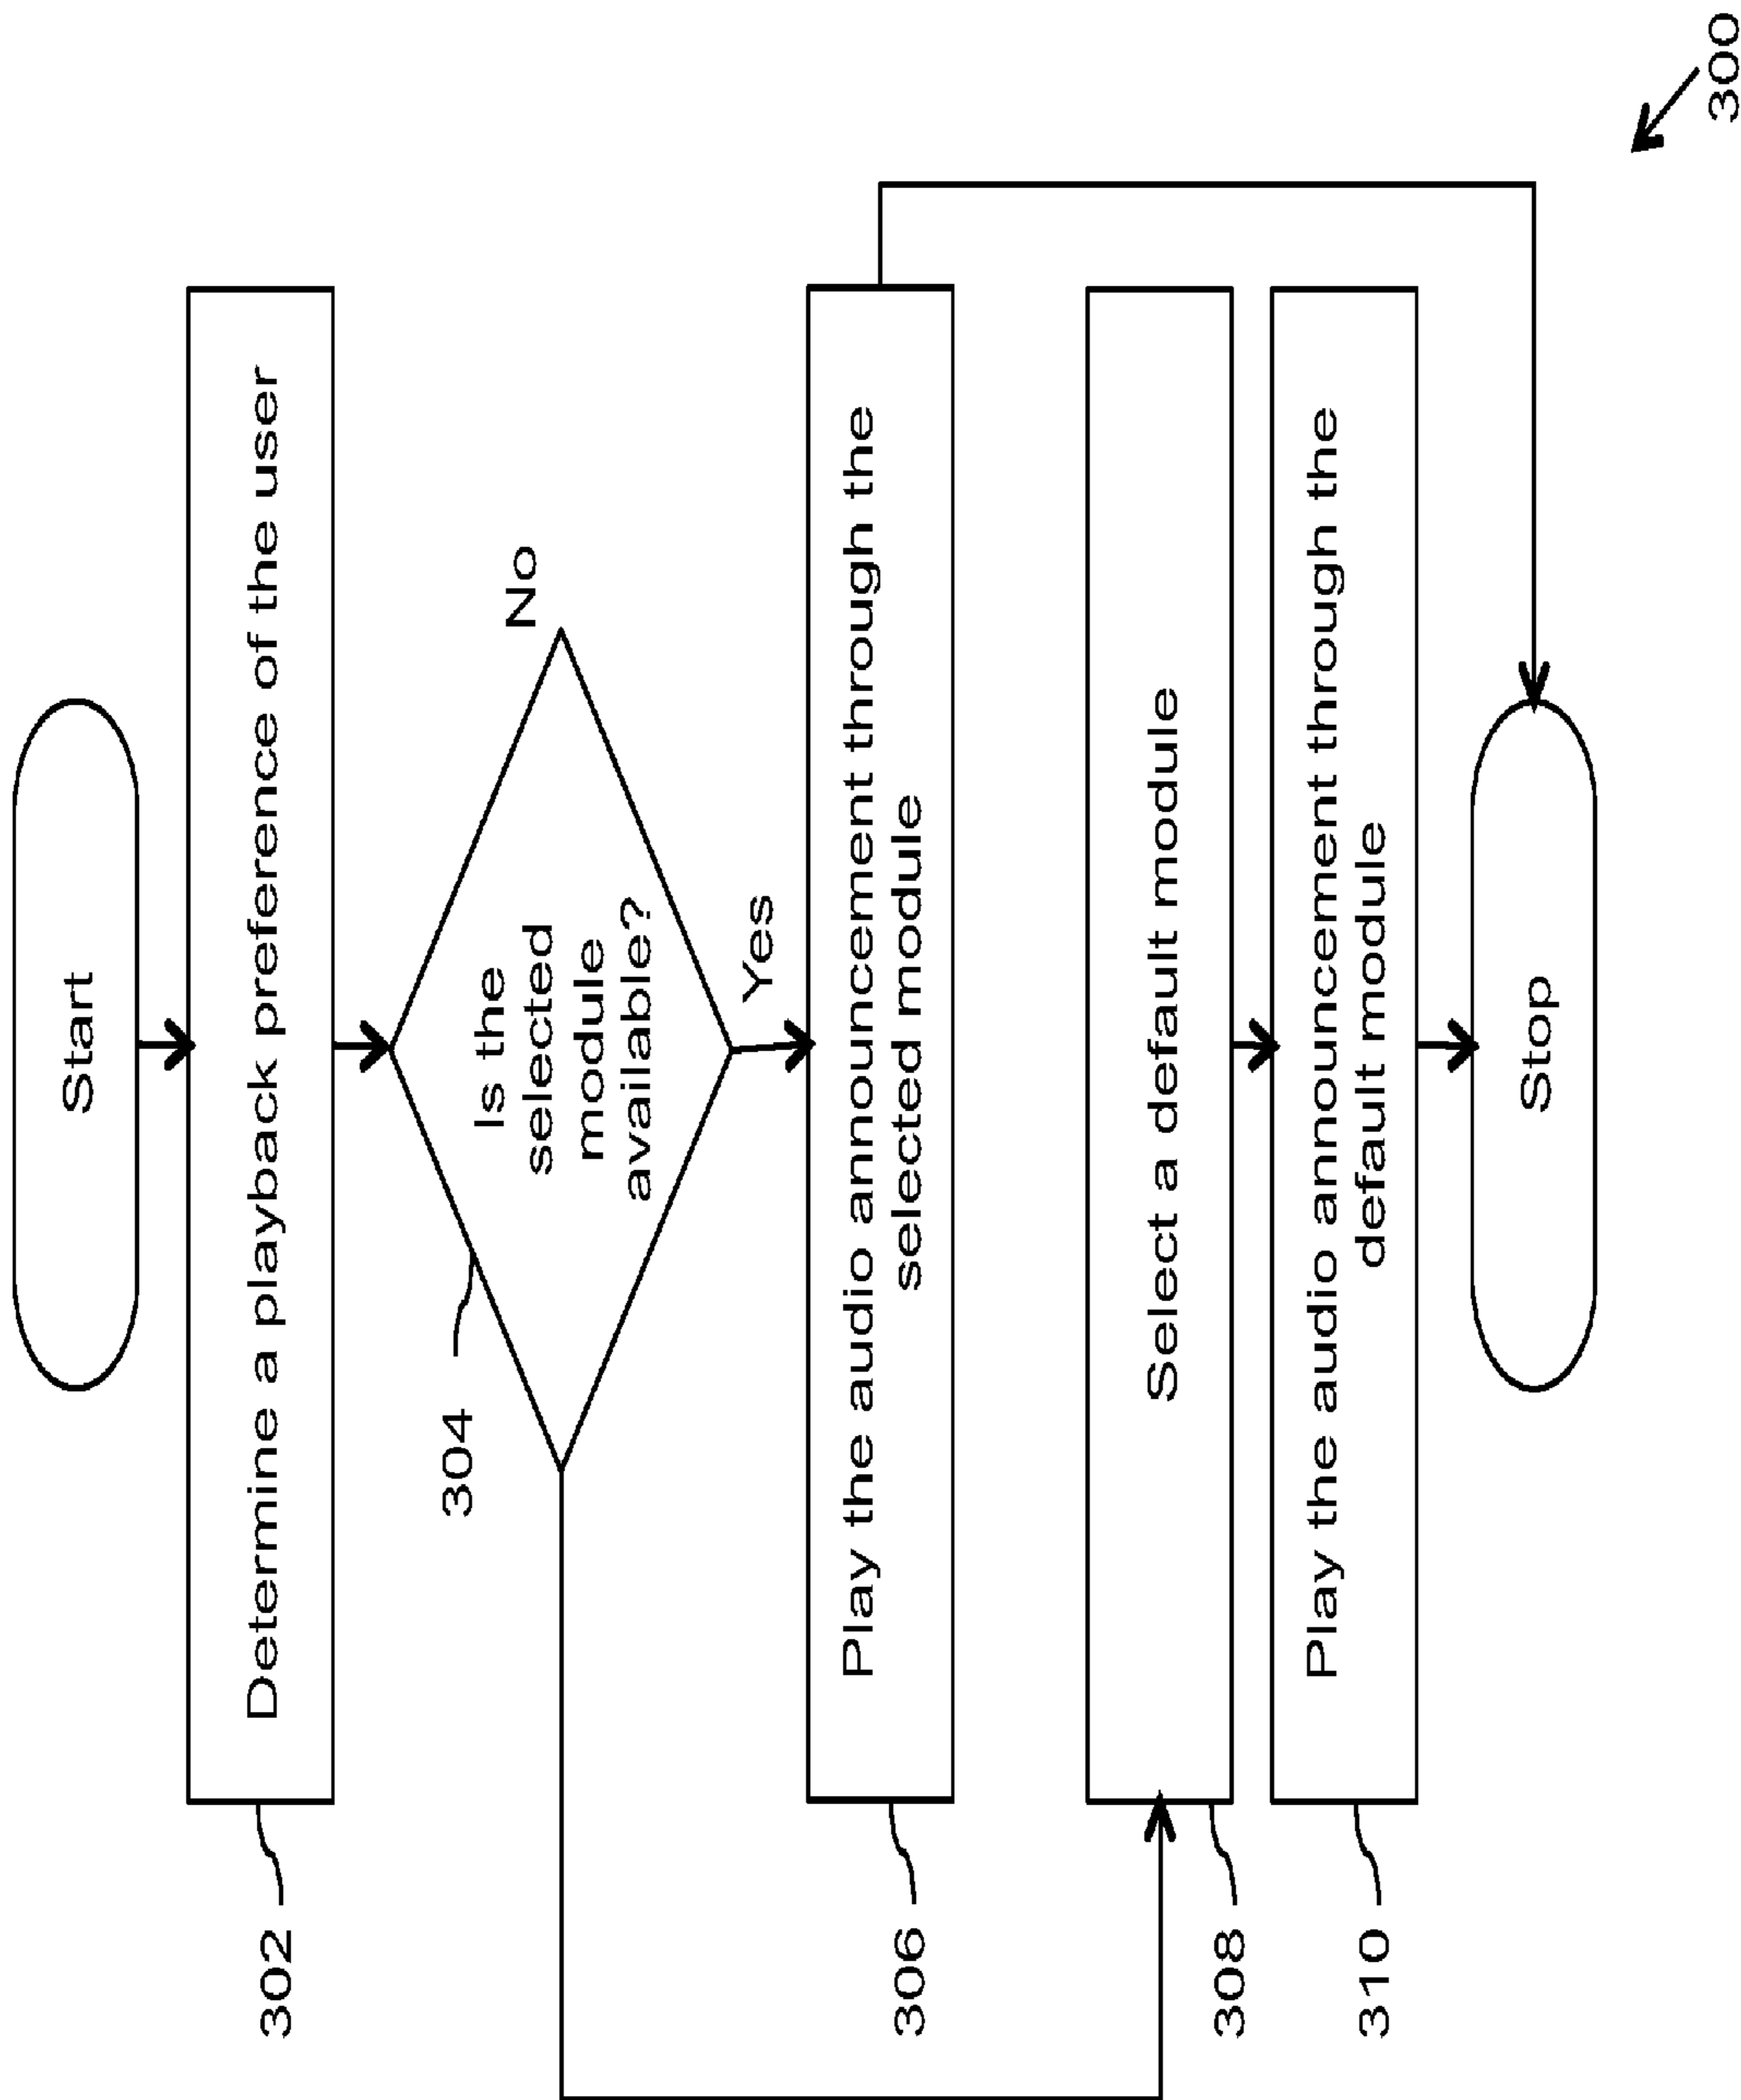 Start
302
Determine a playback preference of the user
304
Is the
selected
module
available?
No
Yes
306
Play the audio announcement through the
selected module
308
Select a default module
310
Play the audio announcement through the
default module
Stop
300